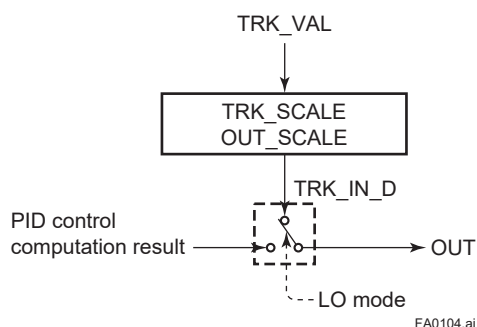 TRK_VAL
TRK_SCALE
OUT_SCALE
TRK_IN_D
PID control
computation result
OUT
LO mode
FA0104.ai